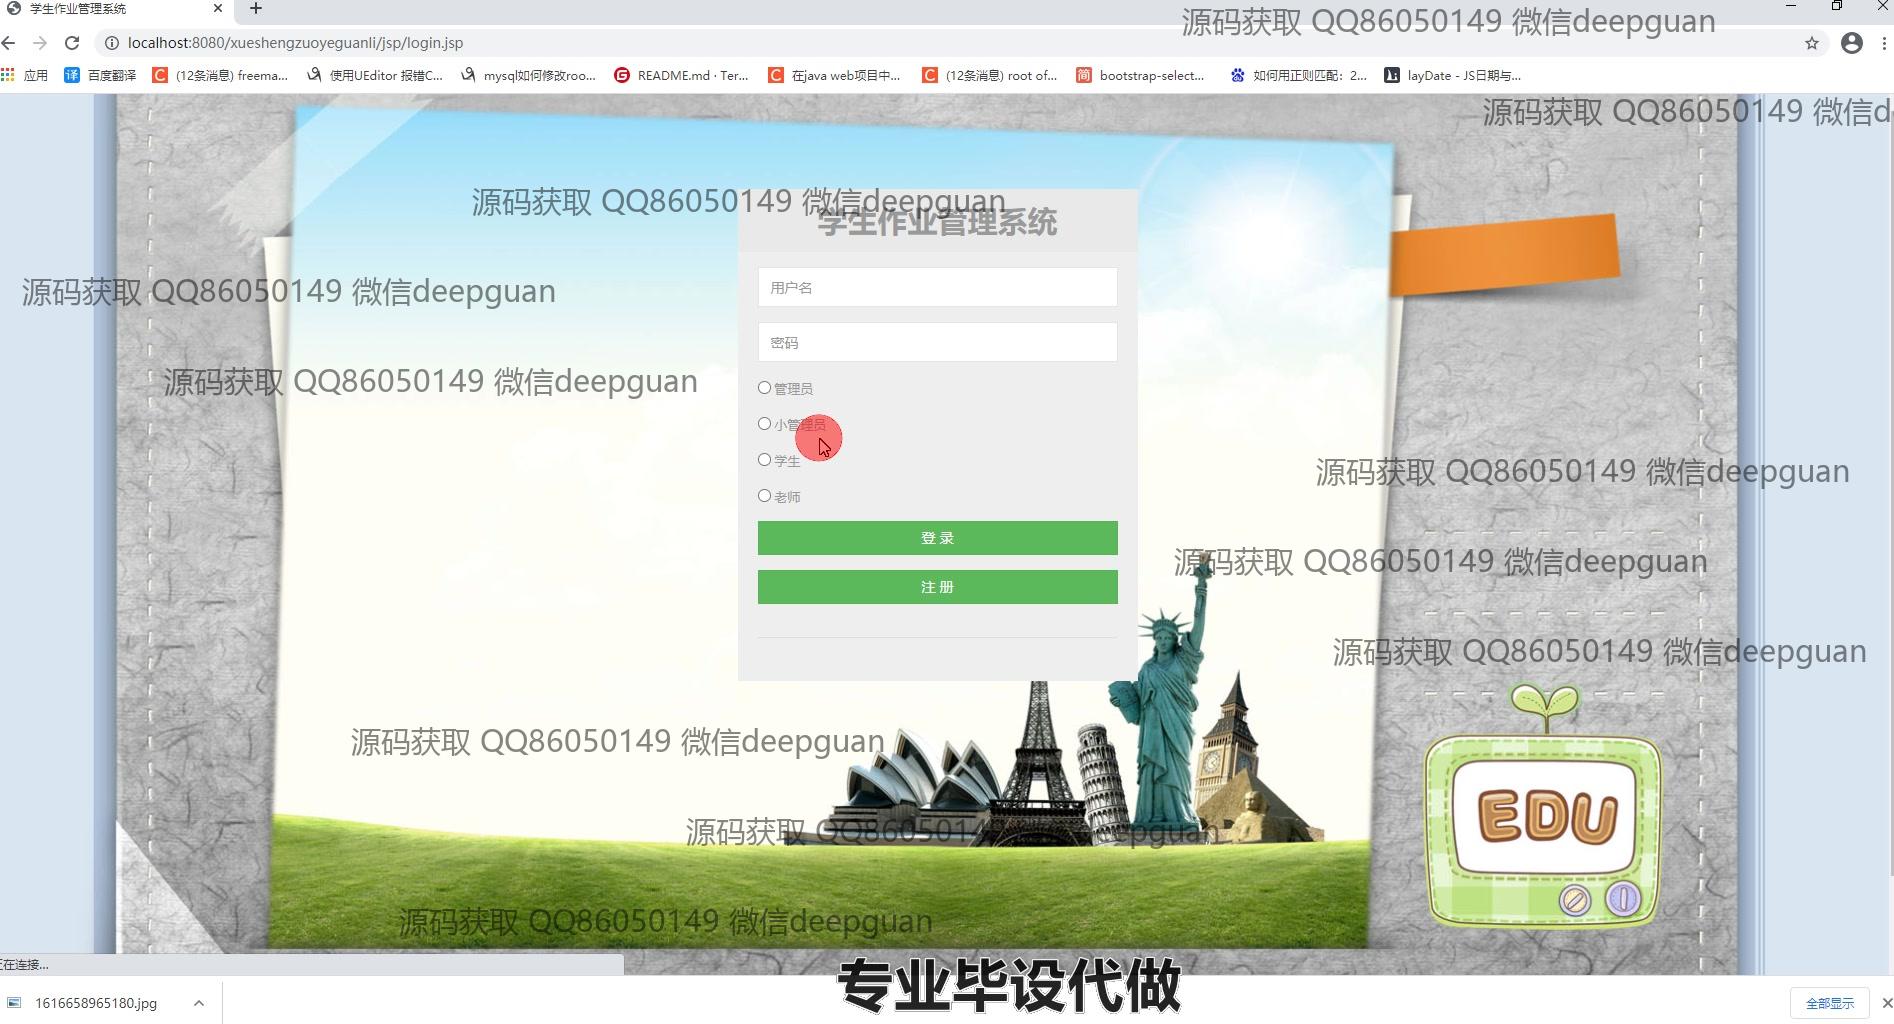 学生作业管理系统
源码获取 QQ86050149 微信deepguan
localhost:8080/xueshengzuoyeguanli/jsp/login.jsp
应用 百度翻译 (12条消息) freema... 使用UEditor 报错C... mysql如何修改roo... README.md · Ter... 在java web项目中... (12条消息) root of... bootstrap-select... 如何用正则匹配：2... layDate - JS日期与...
源码获取 QQ86050149 微信d
源码获取 QQ86050149 微信deepguan
学生作业管理系统
用户名
源码获取 QQ86050149 微信deepguan
密码
源码获取 QQ86050149 微信deepguan
管理员
小管理员
学生
源码获取 QQ86050149 微信deepguan
老师
登 录
源码获取 QQ86050149 微信deepguan
注 册
源码获取 QQ86050149 微信deepguan
源码获取 QQ86050149 微信deepguan
EDU
源码获取 QQ86050149 微信deepguan
源码获取 QQ86050149 微信deepguan
正在连接...
专业毕设代做
1616658965180.jpg
全部显示